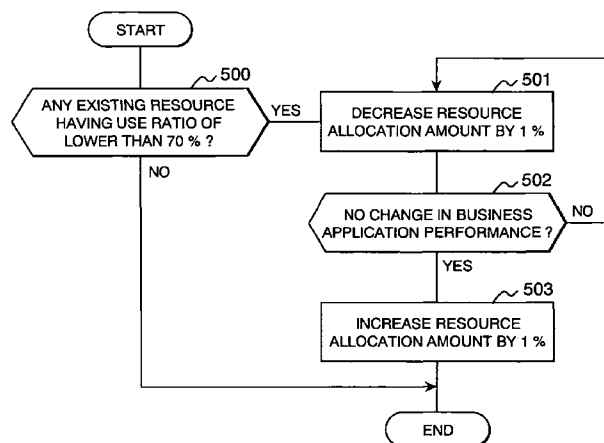 START
500
ANY EXISTING RESOURCE
HAVING USE RATIO OF
LOWER THAN 70 % ?
YES
NO
501
DECREASE RESOURCE
ALLOCATION AMOUNT BY 1 %
502
NO CHANGE IN BUSINESS
APPLICATION PERFORMANCE ?
NO
YES
503
INCREASE RESOURCE
ALLOCATION AMOUNT BY 1 %
END